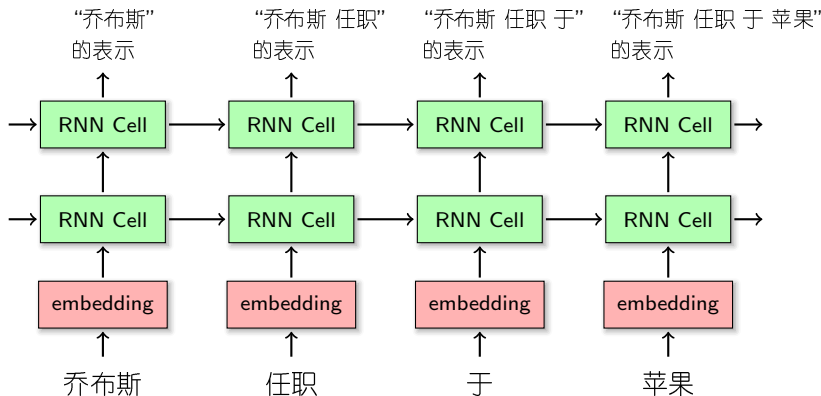 “乔布斯” “乔布斯 任职” “乔布斯 任职 于” “乔布斯 任职 于 苹果”
的表示 的表示 的表示 的表示
RNN Cell RNN Cell RNN Cell RNN Cell
RNN Cell RNN Cell RNN Cell RNN Cell
embedding embedding embedding embedding
乔布斯 任职 于 苹果